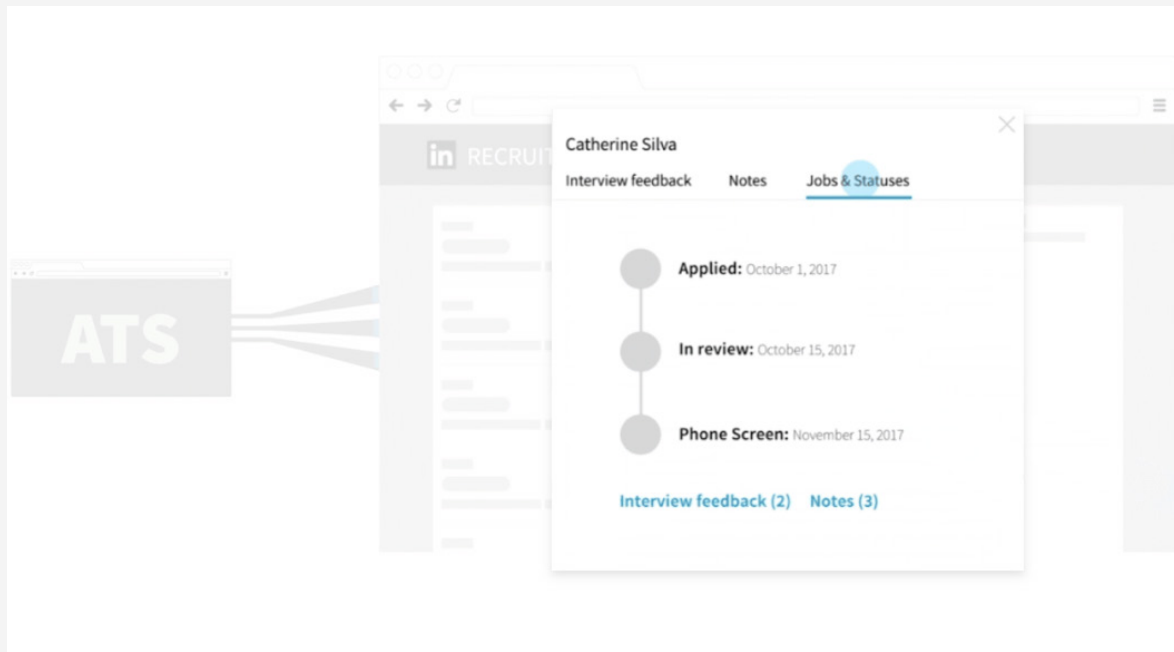 in RECRUIT
Catherine Silva
Interview feedback Notes Jobs & Statuses
ATS
Applied: October 1, 2017
In review: October 15, 2017
Phone Screen: November 15, 2017
Interview feedback (2) Notes (3)